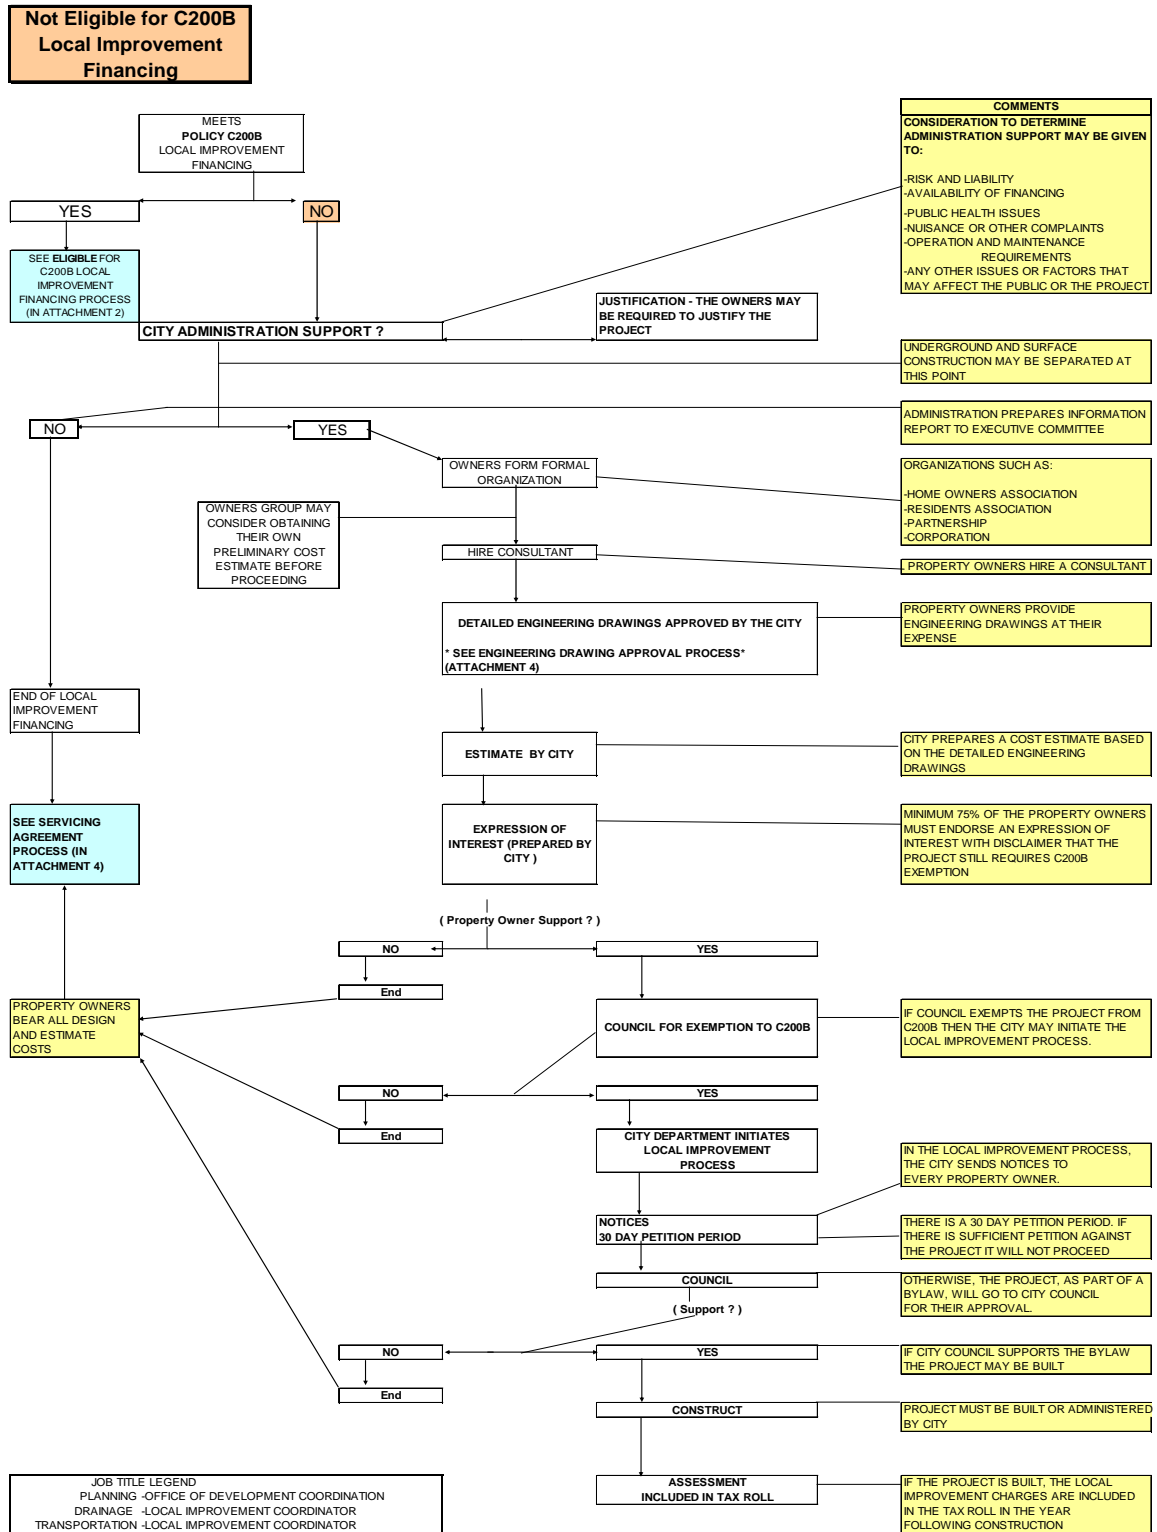 Not Eligible for C200B
Local Improvement
Financing
MEETS
POLICY C200B
LOCAL IMPROVEMENT
FINANCING
YES
NO
SEE ELIGIBLE FOR
C200B LOCAL
IMPROVEMENT
FINANCING PROCESS
(IN ATTACHMENT 2)
COMMENTS
CONSIDERATION TO DETERMINE
ADMINISTRATION SUPPORT MAY BE GIVEN
TO:
-RISK AND LIABILITY
-AVAILABILITY OF FINANCING
-PUBLIC HEALTH ISSUES
-NUISANCE OR OTHER COMPLAINTS
-OPERATION AND MAINTENANCE
REQUIREMENTS
-ANY OTHER ISSUES OR FACTORS THAT
MAY AFFECT THE PUBLIC OR THE PROJECT
CITY ADMINISTRATION SUPPORT ?
JUSTIFICATION - THE OWNERS MAY
BE REQUIRED TO JUSTIFY THE
PROJECT
UNDERGROUND AND SURFACE
CONSTRUCTION MAY BE SEPARATED AT
THIS POINT
NO
YES
ADMINISTRATION PREPARES INFORMATION
REPORT TO EXECUTIVE COMMITTEE
OWNERS FORM FORMAL
ORGANIZATION
ORGANIZATIONS SUCH AS:
-HOME OWNERS ASSOCIATION
-RESIDENTS ASSOCIATION
-PARTNERSHIP
-CORPORATION
OWNERS GROUP MAY
CONSIDER OBTAINING
THEIR OWN
PRELIMINARY COST
ESTIMATE BEFORE
PROCEEDING
HIRE CONSULTANT
PROPERTY OWNERS HIRE A CONSULTANT
DETAILED ENGINEERING DRAWINGS APPROVED BY THE CITY
* SEE ENGINEERING DRAWING APPROVAL PROCESS*
(ATTACHMENT 4)
PROPERTY OWNERS PROVIDE
ENGINEERING DRAWINGS AT THEIR
EXPENSE
END OF LOCAL
IMPROVEMENT
FINANCING
ESTIMATE BY CITY
CITY PREPARES A COST ESTIMATE BASED
ON THE DETAILED ENGINEERING
DRAWINGS
SEE SERVICING
AGREEMENT
PROCESS (IN
ATTACHMENT 4)
EXPRESSION OF
INTEREST (PREPARED BY
CITY )
MINIMUM 75% OF THE PROPERTY OWNERS
MUST ENDORSE AN EXPRESSION OF
INTEREST WITH DISCLAIMER THAT THE
PROJECT STILL REQUIRES C200B
EXEMPTION
( Property Owner Support ? )
NO
YES
End
PROPERTY OWNERS
BEAR ALL DESIGN
AND ESTIMATE
COSTS
COUNCIL FOR EXEMPTION TO C200B
IF COUNCIL EXEMPTS THE PROJECT FROM
C200B THEN THE CITY MAY INITIATE THE
LOCAL IMPROVEMENT PROCESS.
NO
YES
End
CITY DEPARTMENT INITIATES
LOCAL IMPROVEMENT
PROCESS
IN THE LOCAL IMPROVEMENT PROCESS,
THE CITY SENDS NOTICES TO
EVERY PROPERTY OWNER.
NOTICES
30 DAY PETITION PERIOD
THERE IS A 30 DAY PETITION PERIOD. IF
THERE IS SUFFICIENT PETITION AGAINST
THE PROJECT IT WILL NOT PROCEED
COUNCIL
( Support ? )
OTHERWISE, THE PROJECT, AS PART OF A
BYLAW, WILL GO TO CITY COUNCIL
FOR THEIR APPROVAL.
NO
YES
IF CITY COUNCIL SUPPORTS THE BYLAW
THE PROJECT MAY BE BUILT
End
CONSTRUCT
PROJECT MUST BE BUILT OR ADMINISTERED
BY CITY
ASSESSMENT
INCLUDED IN TAX ROLL
IF THE PROJECT IS BUILT, THE LOCAL
IMPROVEMENT CHARGES ARE INCLUDED
IN THE TAX ROLL IN THE YEAR
FOLLOWING CONSTRUCTION
JOB TITLE LEGEND
PLANNING -OFFICE OF DEVELOPMENT COORDINATION
DRAINAGE -LOCAL IMPROVEMENT COORDINATOR
TRANSPORTATION -LOCAL IMPROVEMENT COORDINATOR